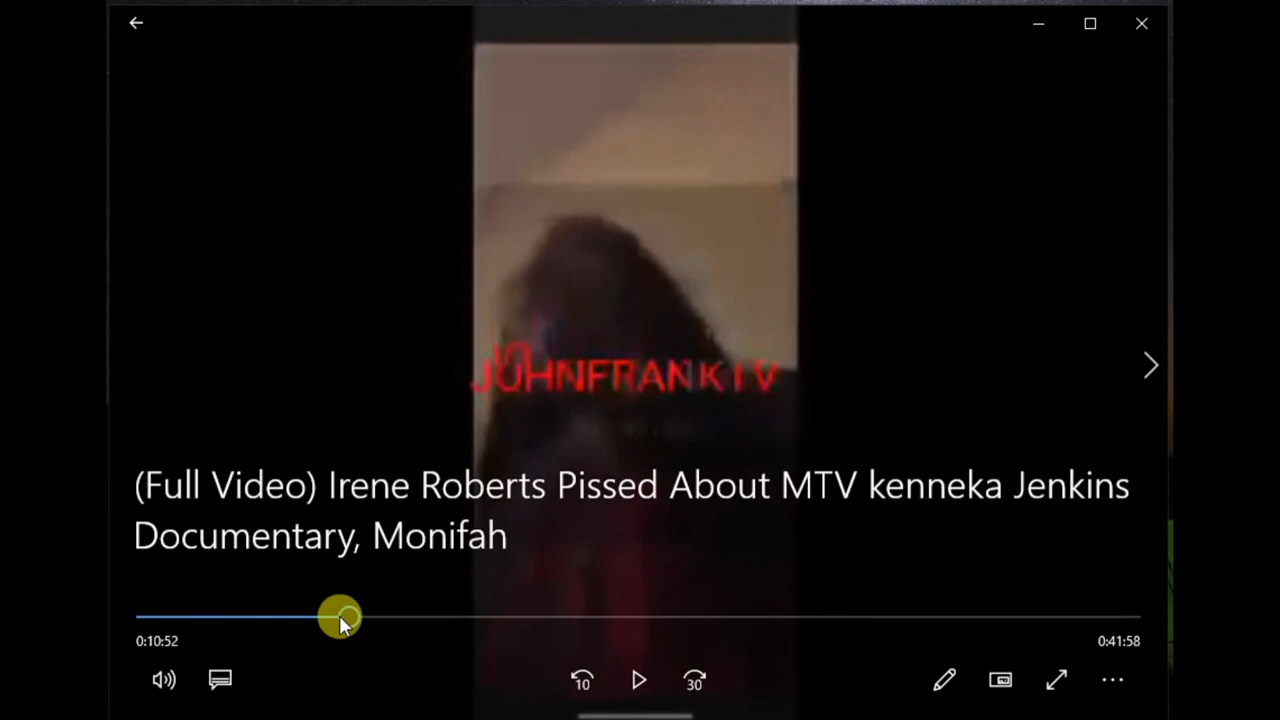 JOHNFRANKTV
(Full Video) Irene Roberts Pissed About MTV kenneka Jenkins
Documentary, Monifah
0:10:52
0:41:58
10
30